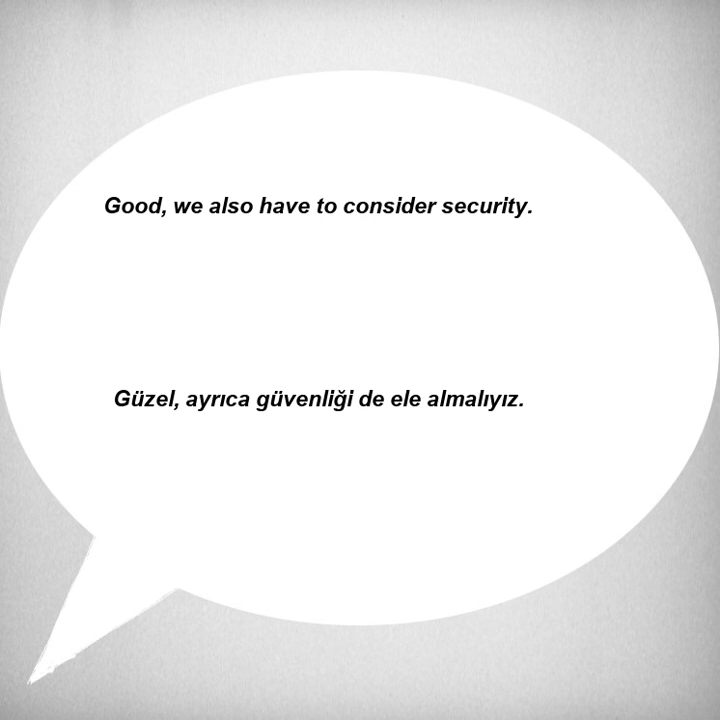 Good, we also have to consider security.
Güzel, ayrıca güvenliği de ele almalıyız.